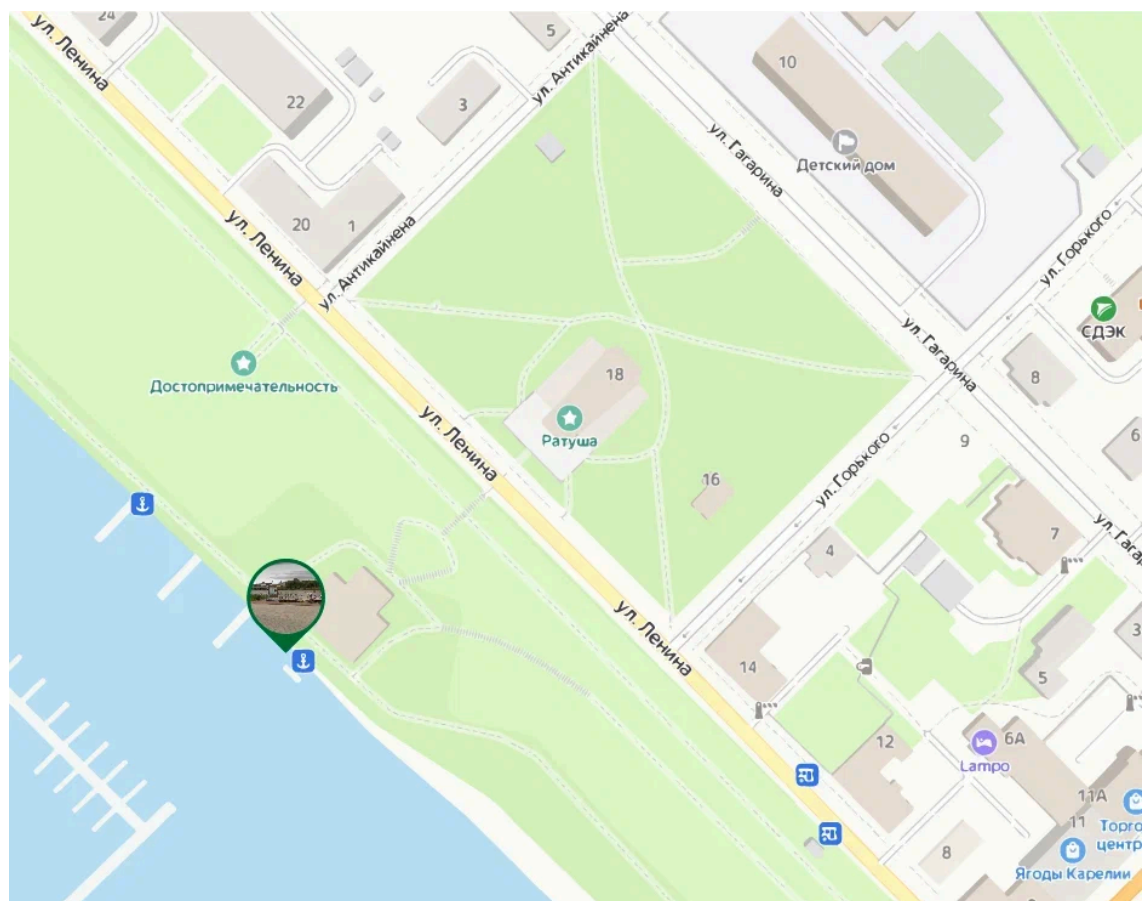 24
ул. Ленина
22
3
5
ул. Антикайнена
10
Детский дом
ул. Гагарина
ул. Горького
СДЭК
20
1
ул. Ленина
ул. Антикайнена
Достопримечательность
18
Ратуша
ул. Ленина
16
ул. Гагарина
8
6
9
ул. Горького
7
4
ул. Ленина
14
5
3
12
6А
Lampo
11А
11
Торго
центр
8
Ягоды Карелии